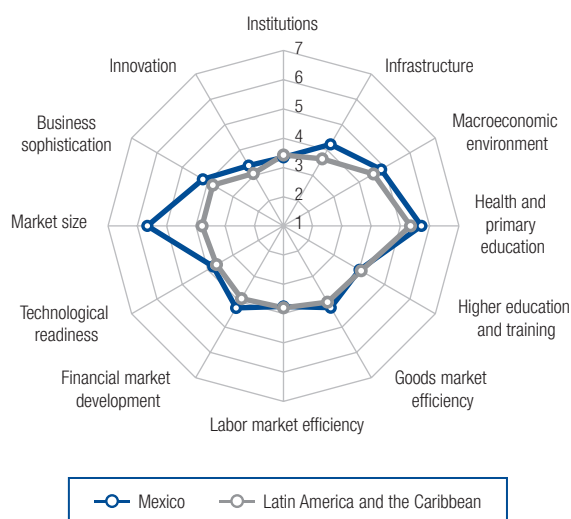 Institutions
7
Innovation
6
Infrastructure
5
Business
sophistication
4
Macroeconomic
environment
3
2
Market size
1
Health and
primary
education
Technological
readiness
Higher education
and training
Financial market
development
Goods market
efficiency
Labor market efficiency
Mexico
Latin America and the Caribbean